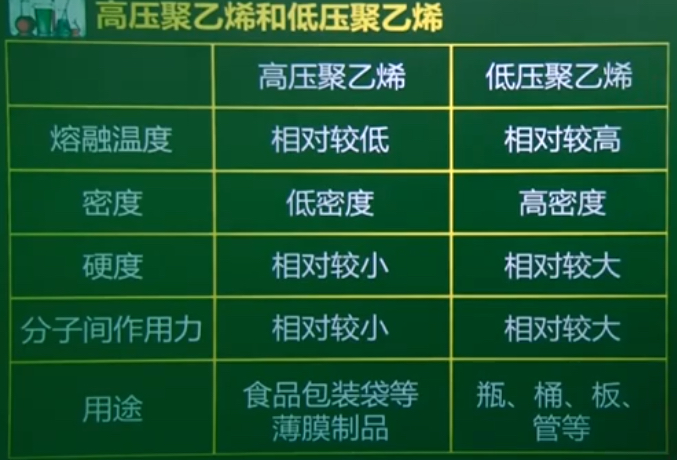 高压聚乙烯和低压聚乙烯
高压聚乙烯 低压聚乙烯
熔融温度 相对较低 相对较高
密度 低密度 高密度
硬度 相对较小 相对较大
分子间作用力 相对较小 相对较大
用途 食品包装袋等 瓶、桶、板、
薄膜制品 管等